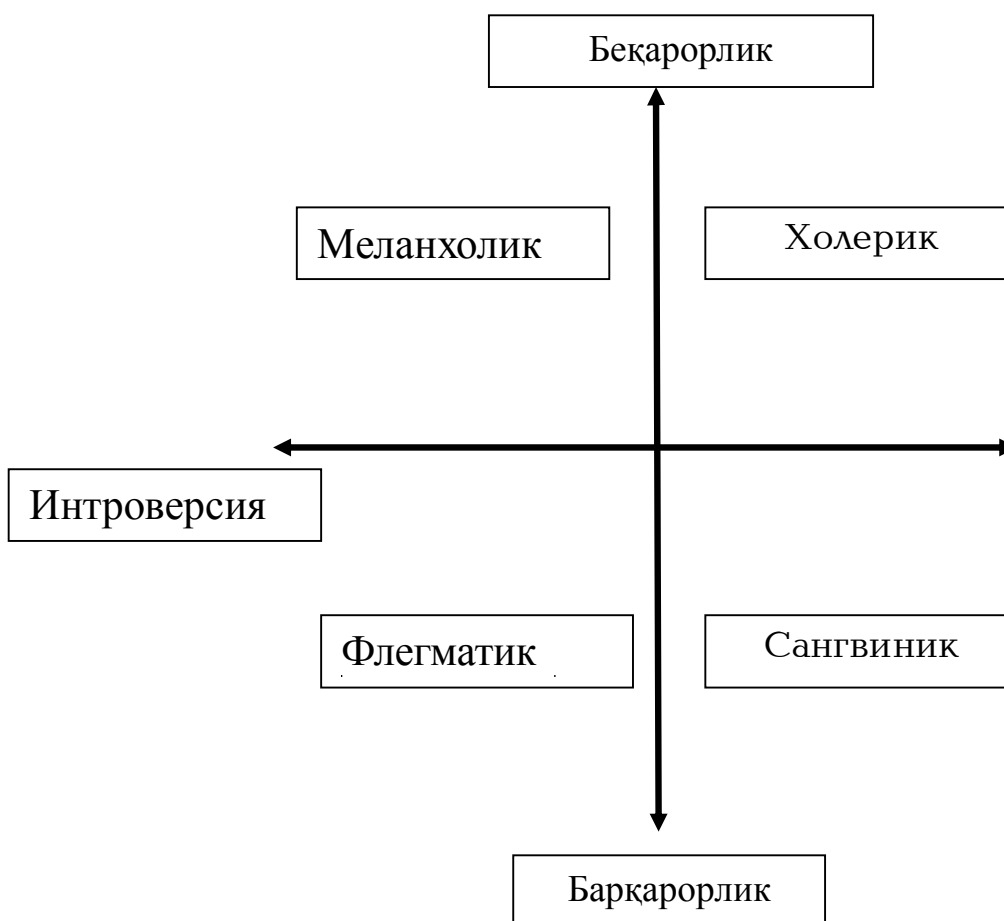 Беқарорлик
Меланхолик
Холерик
Интроверсия
Флегматик
Сангвиник
Барқарорлик